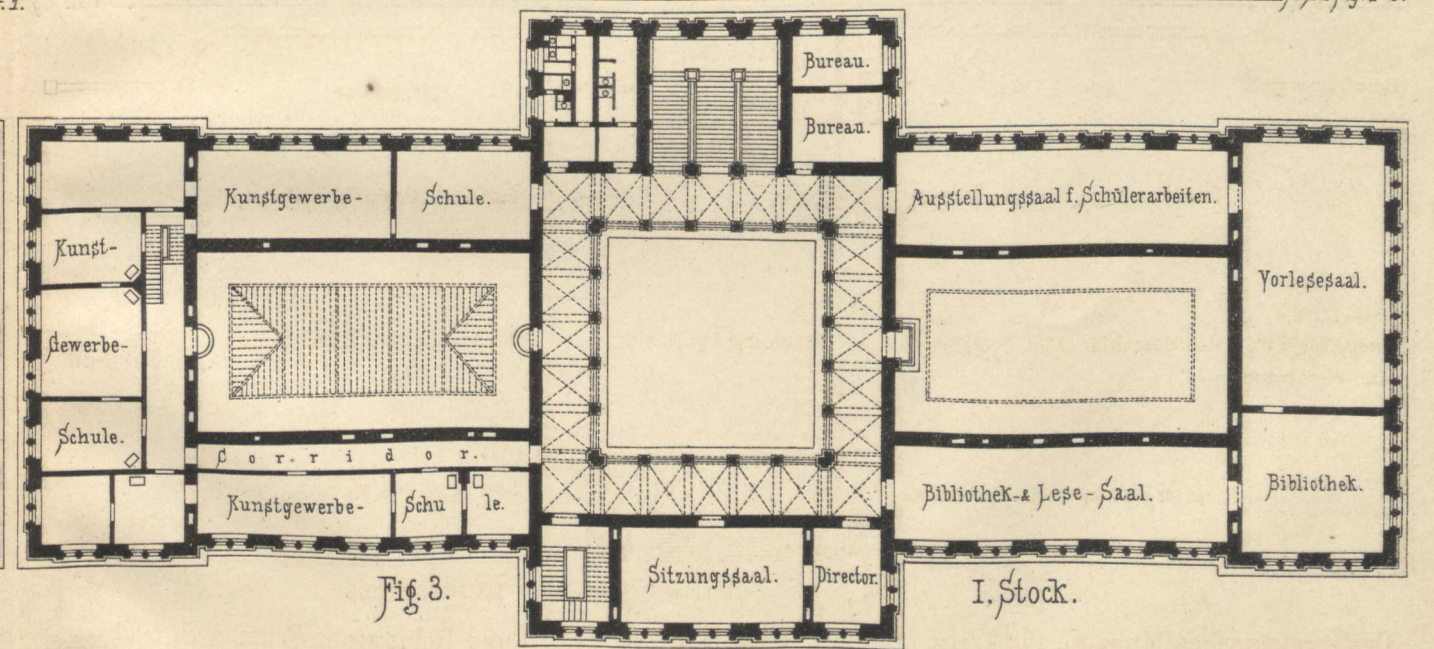 Bureau.
Bureau.
Kunstgewerbe- Schule.
Ausstellungssaal f. Schülerarbeiten.
Kunst-
Gewerbe-
Schule.
Vorlesesaal.
Corridor.
Kunstgewerbe- Schu le.
Bibliothek-& Lese-Saal.
Bibliothek.
Sitzungssaal.
Director.
Fig. 3.
I. Stock.